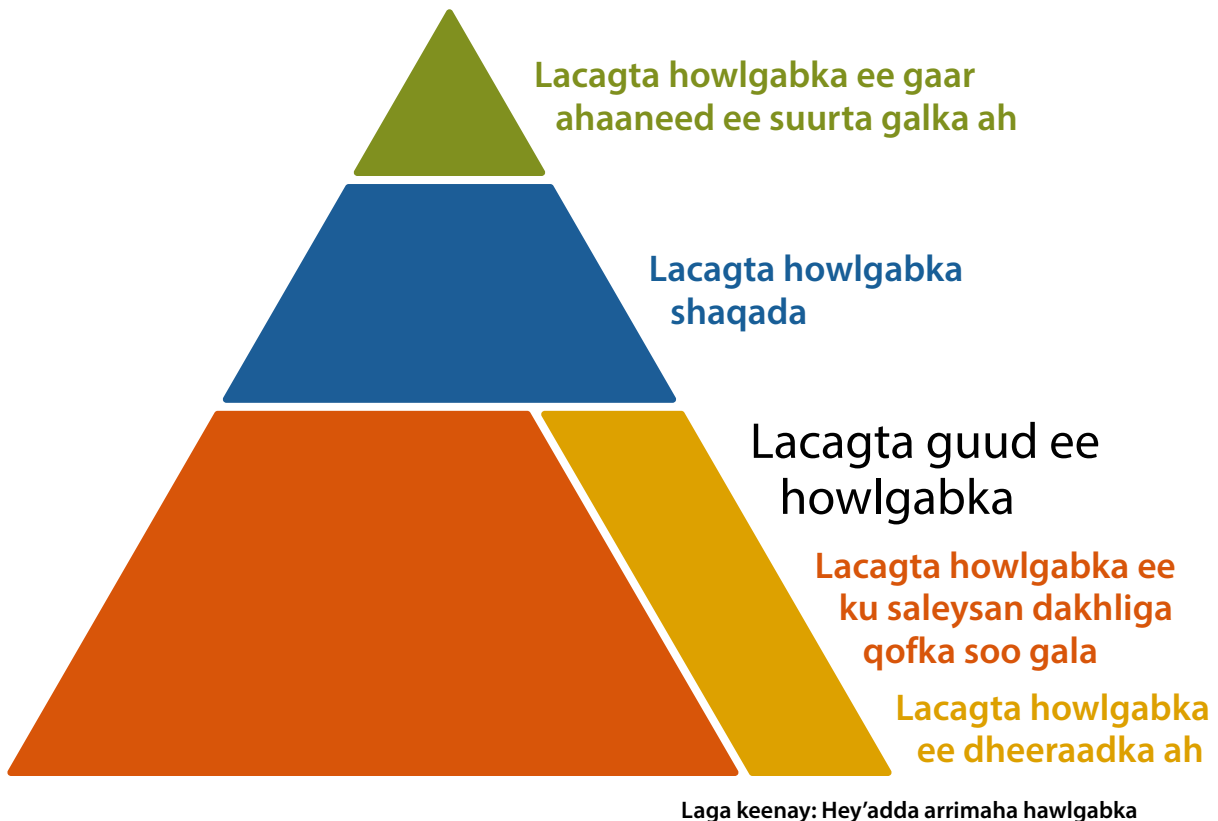 Lacagta howlgabka ee gaar
ahaaneed ee suurta galka ah
Lacagta howlgabka
shaqada
Lacagta guud ee
howlgabka
Lacagta howlgabka ee
ku saleysan dakhliga
qofka soo gala
Lacagta howlgabka
ee dheeraadka ah
Laga keenay: Hey’adda arrimaha hawlgabka